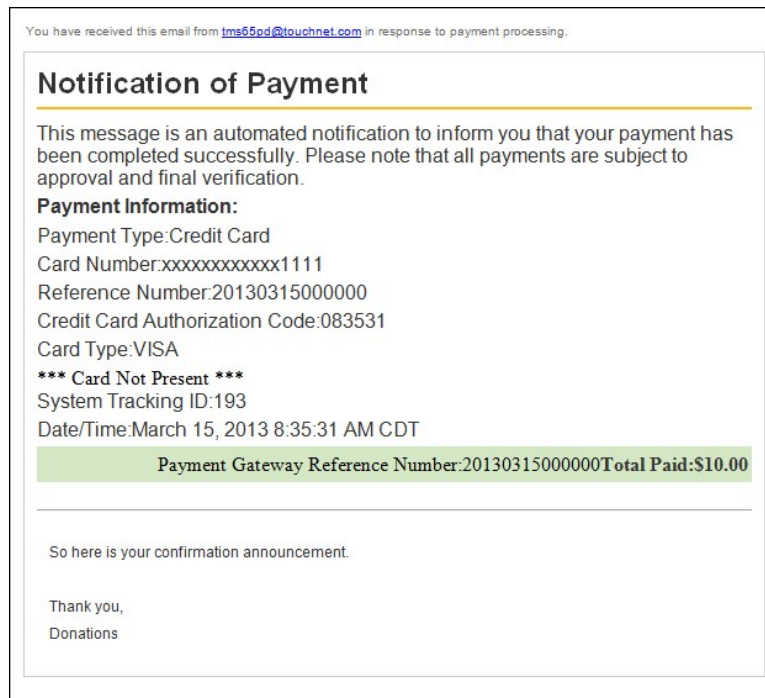 You have received this email from tms65pd@touchnet.com in response to payment processing.
Notification of Payment
This message is an automated notification to inform you that your payment has
been completed successfully. Please note that all payments are subject to
approval and final verification.
Payment Information:
Payment Type:Credit Card
Card Number:xxxxxxxxxxxx1111
Reference Number:20130315000000
Credit Card Authorization Code:083531
Card Type:VISA
*** Card Not Present ***
System Tracking ID:193
Date/Time:March 15, 2013 8:35:31 AM CDT
Payment Gateway Reference Number:20130315000000Total Paid:$10.00
So here is your confirmation announcement.
Thank you,
Donations